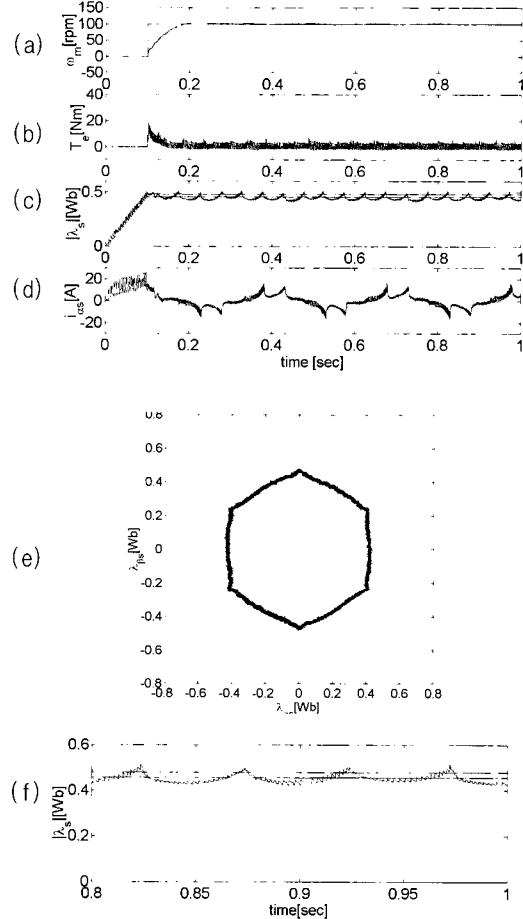 (a)
ω_m[rpm]
150
100
50
0
-50
0 0.2 0.4 0.6 0.8 1
(b)
T_e[Nm]
40
20
0
0 0.2 0.4 0.6 0.8 1
(c)
|λ_s|[Wb]
0.5
0
0 0.2 0.4 0.6 0.8 1
(d)
i_αs[A]
20
0
-20
0 0.2 0.4 0.6 0.8 1
time [sec]
(e)
λ_βs[Wb]
0.8
0.6
0.4
0.2
0
-0.2
-0.4
-0.6
-0.8
-0.8 -0.6 -0.4 -0.2 0 0.2 0.4 0.6 0.8
[Wb]
(f)
|λ_s|[Wb]
0.6
0.4
0.2
0
0.8 0.85 0.9 0.95 1
time[sec]